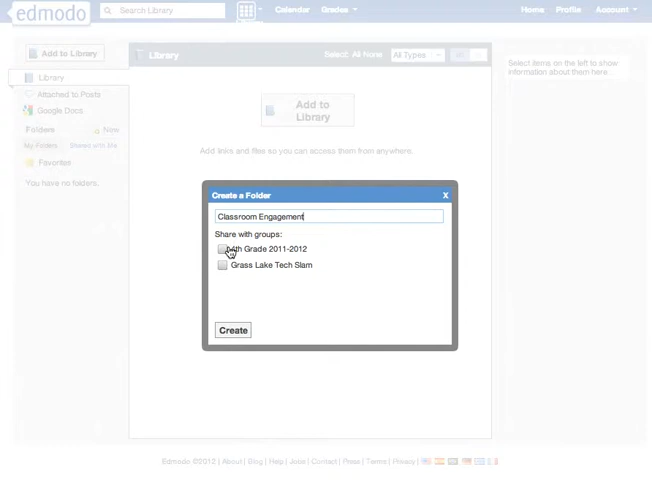 edmodo
Search Library
Calendar
Grades
Home
Profile
Account
Add to Library
Library
Attached to Posts
Google Docs
Folders
New
My Folders
Shared with Me
Favorites
You have no folders.
Library
Select: All None
All Types
Add to
Library
Add links and files so you can access them from anywhere.
Select items on the left to show
information about them here...
Create a Folder
X
Classroom Engagement
Share with groups:
Grade 2011-2012
Grass Lake Tech Slam
Create
Edmodo ©2012 | About | Blog | Help | Jobs | Contact | Press | Terms | Privacy |